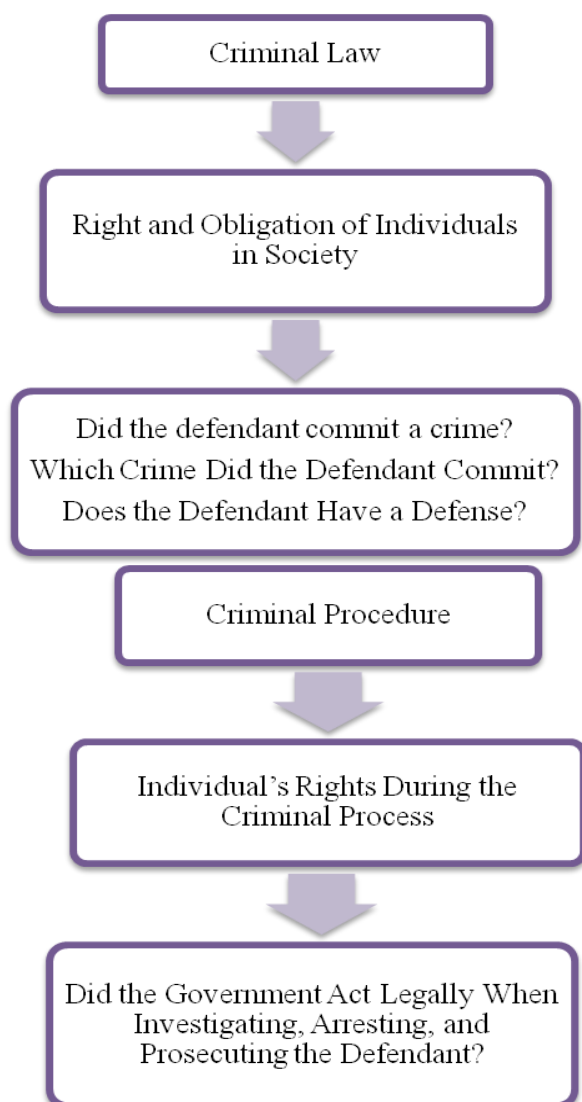 Criminal Law
Right and Obligation of Individuals
in Society
Did the defendant commit a crime?
Which Crime Did the Defendant Commit?
Does the Defendant Have a Defense?
Criminal Procedure
Individual’s Rights During the
Criminal Process
Did the Government Act Legally When
Investigating, Arresting, and
Prosecuting the Defendant?